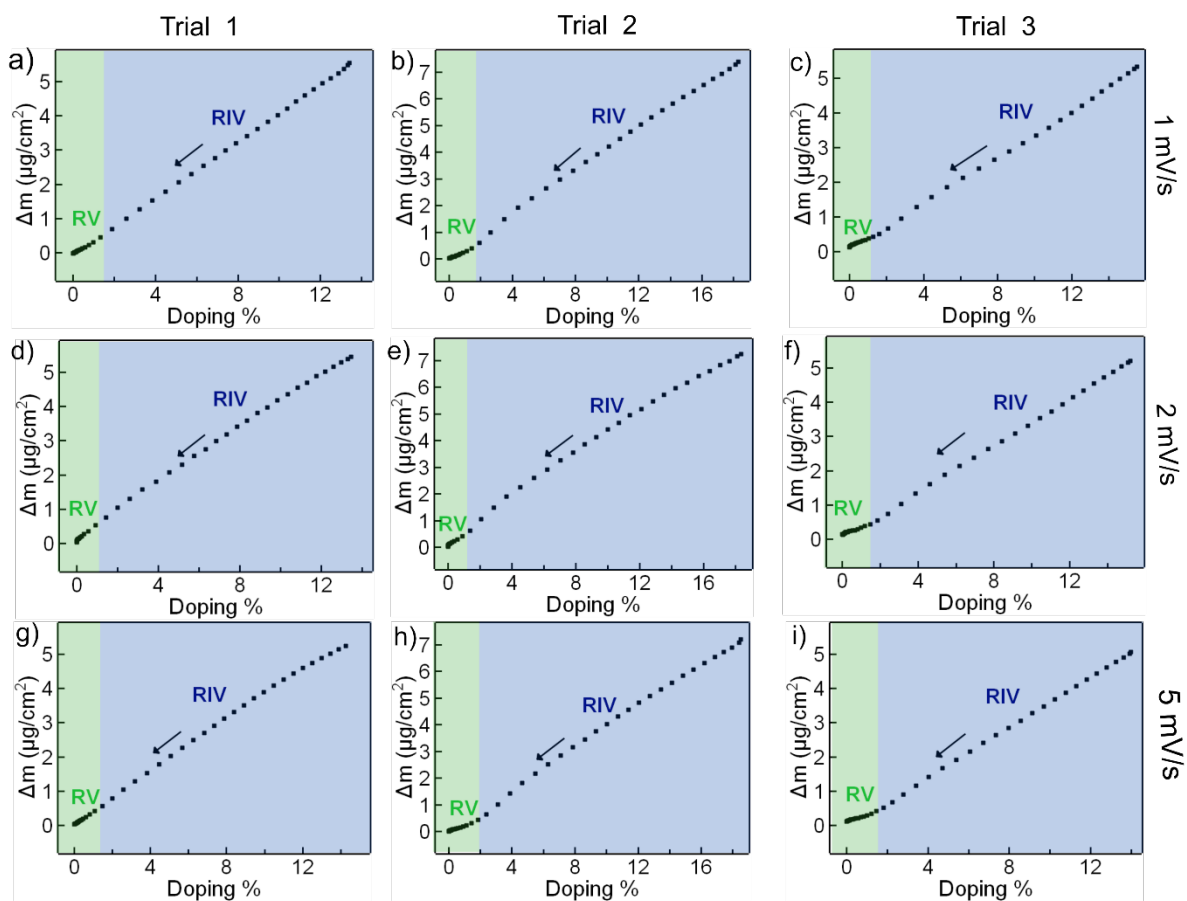 Trial 1
Trial 2
Trial 3
a)
RIV
RV
Δm (μg/cm²)
5
4
3
2
1
0
0
4
8
12
Doping %
b)
RIV
RV
Δm (μg/cm²)
7
6
5
4
3
2
1
0
0
4
8
12
16
Doping %
c)
RIV
RV
Δm (μg/cm²)
5
4
3
2
1
0
0
4
8
12
Doping %
1 mV/s
d)
RIV
RV
Δm (μg/cm²)
5
4
3
2
1
0
0
4
8
12
Doping %
e)
RIV
RV
Δm (μg/cm²)
7
6
5
4
3
2
1
0
0
4
8
12
16
Doping %
f)
RIV
RV
Δm (μg/cm²)
5
4
3
2
1
0
0
4
8
12
Doping %
2 mV/s
g)
RIV
RV
Δm (μg/cm²)
5
4
3
2
1
0
0
4
8
12
Doping %
h)
RIV
RV
Δm (μg/cm²)
7
6
5
4
3
2
1
0
0
4
8
12
16
Doping %
i)
RIV
RV
Δm (μg/cm²)
5
4
3
2
1
0
0
4
8
12
Doping %
5 mV/s